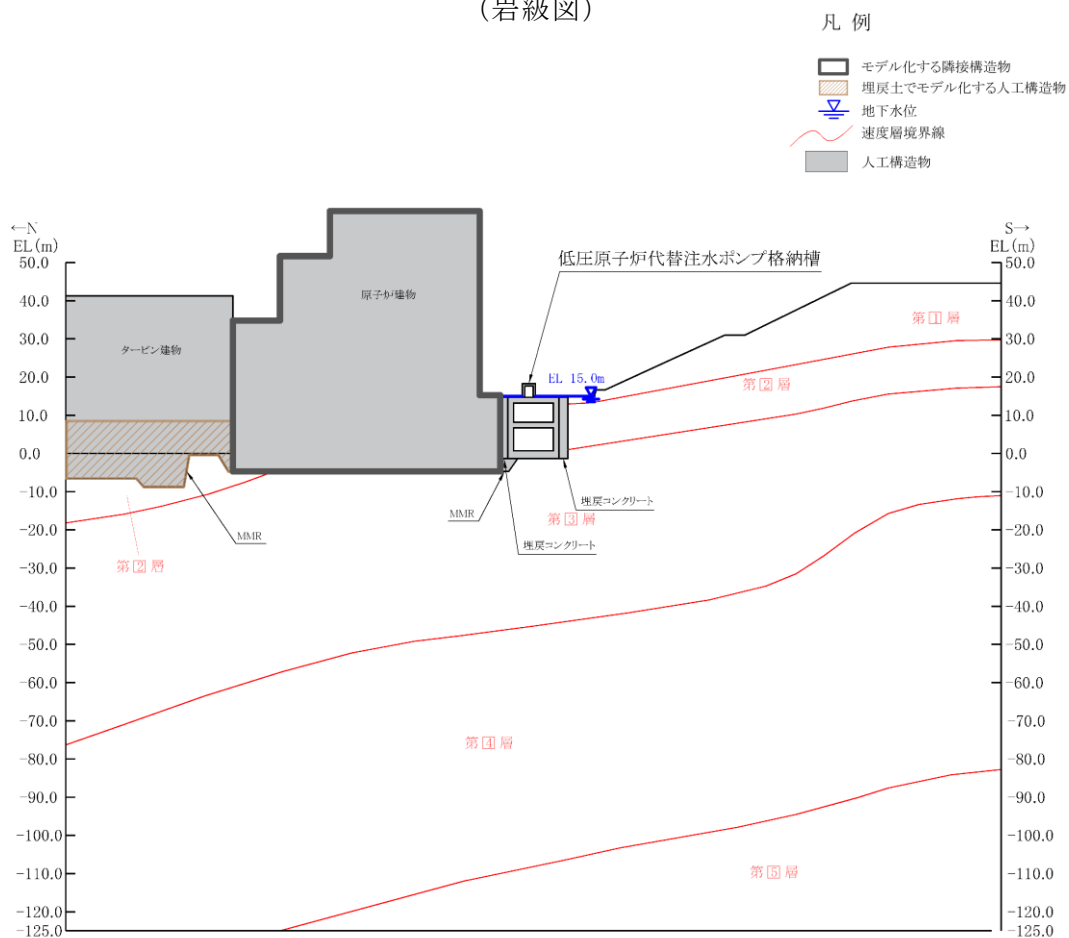 (岩級図)
凡 例
モデル化する隣接構造物
埋戻土でモデル化する人工構造物
地下水位
速度層境界線
人工構造物
←N
EL(m)
S→
EL(m)
50.0
40.0
30.0
20.0
10.0
0.0
-10.0
-20.0
-30.0
-40.0
-50.0
-60.0
-70.0
-80.0
-90.0
-100.0
-110.0
-120.0
-125.0
低圧原子炉代替注水ポンプ格納槽
原子炉建物
タービン建物
EL 15.0m
第1層
第2層
MMR
埋戻コンクリート
第3層
MMR
埋戻コンクリート
第2層
第4層
第5層
50.0
40.0
30.0
20.0
10.0
0.0
-10.0
-20.0
-30.0
-40.0
-50.0
-60.0
-70.0
-80.0
-90.0
-100.0
-110.0
-120.0
-125.0